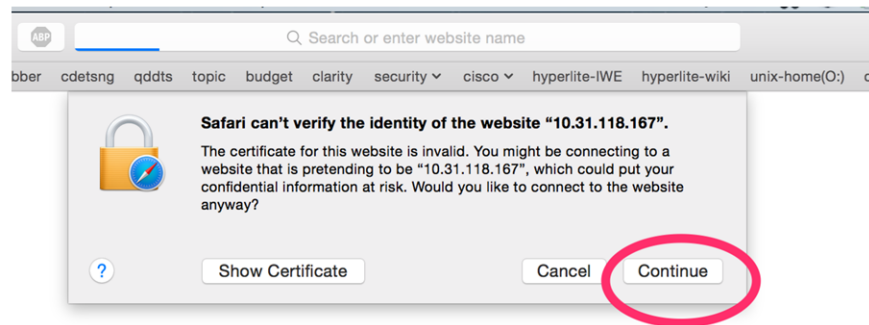 ABP
Search or enter website name
bber cdetsng qddts topic budget clarity security cisco hyperlite-IWE hyperlite-wiki unix-home(O:)
Safari can't verify the identity of the website “10.31.118.167”.
The certificate for this website is invalid. You might be connecting to a
website that is pretending to be “10.31.118.167”, which could put your
confidential information at risk. Would you like to connect to the website
anyway?
? Show Certificate Cancel Continue